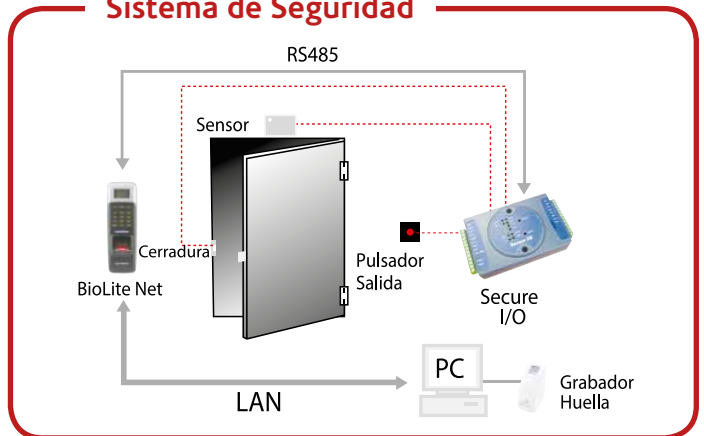 Sistema de Seguridad
RS485
Sensor
Cerradura
BioLite Net
Pulsador
Salida
Secure
I/O
LAN
PC
Grabador
Huella